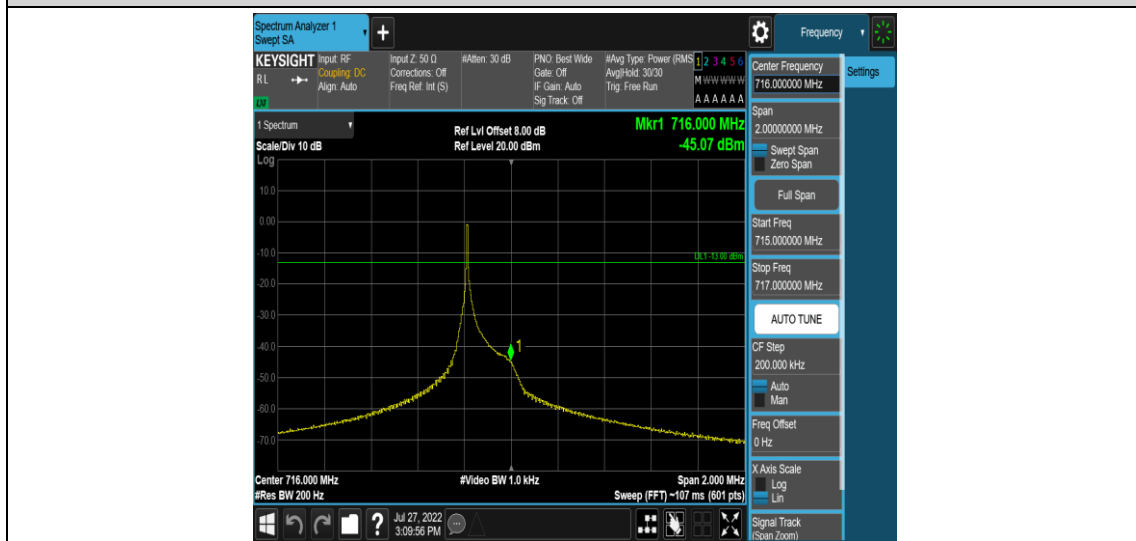 Spectrum Analyzer 1
Swept SA
Frequency
KEYSIGHT
RL
LXI
Input: RF
Coupling: DC
Align: Auto
Input Z: 50 Ω
Corrections: Off
Freq Ref: Int (S)
#Atten: 30 dB
PNO: Best Wide
Gate: Off
IF Gain: Auto
Sig Track: Off
#Avg Type: Power (RMS
Avg|Hold: 30/30
Trig: Free Run
1 2 3 4 5 6
M W W W W W
A A A A A A
Settings
1 Spectrum
Scale/Div 10 dB
Log
Ref Lvl Offset 8.00 dB
Ref Level 20.00 dBm
Mkr1 716.000 MHz
-45.07 dBm
10.0
0.00
-10.0
-20.0
-30.0
-40.0
-50.0
-60.0
-70.0
DL1 -13.00 dBm
1
Center 716.000 MHz
#Res BW 200 Hz
#Video BW 1.0 kHz
Span 2.000 MHz
Sweep (FFT) ~107 ms (601 pts)
Center Frequency
716.000000 MHz
Span
2.00000000 MHz
Swept Span
Zero Span
Full Span
Start Freq
715.000000 MHz
Stop Freq
717.000000 MHz
AUTO TUNE
CF Step
200.000 kHz
Auto
Man
Freq Offset
0 Hz
X Axis Scale
Log
Lin
Signal Track
(Span Zoom)
?
Jul 27, 2022
3:09:56 PM